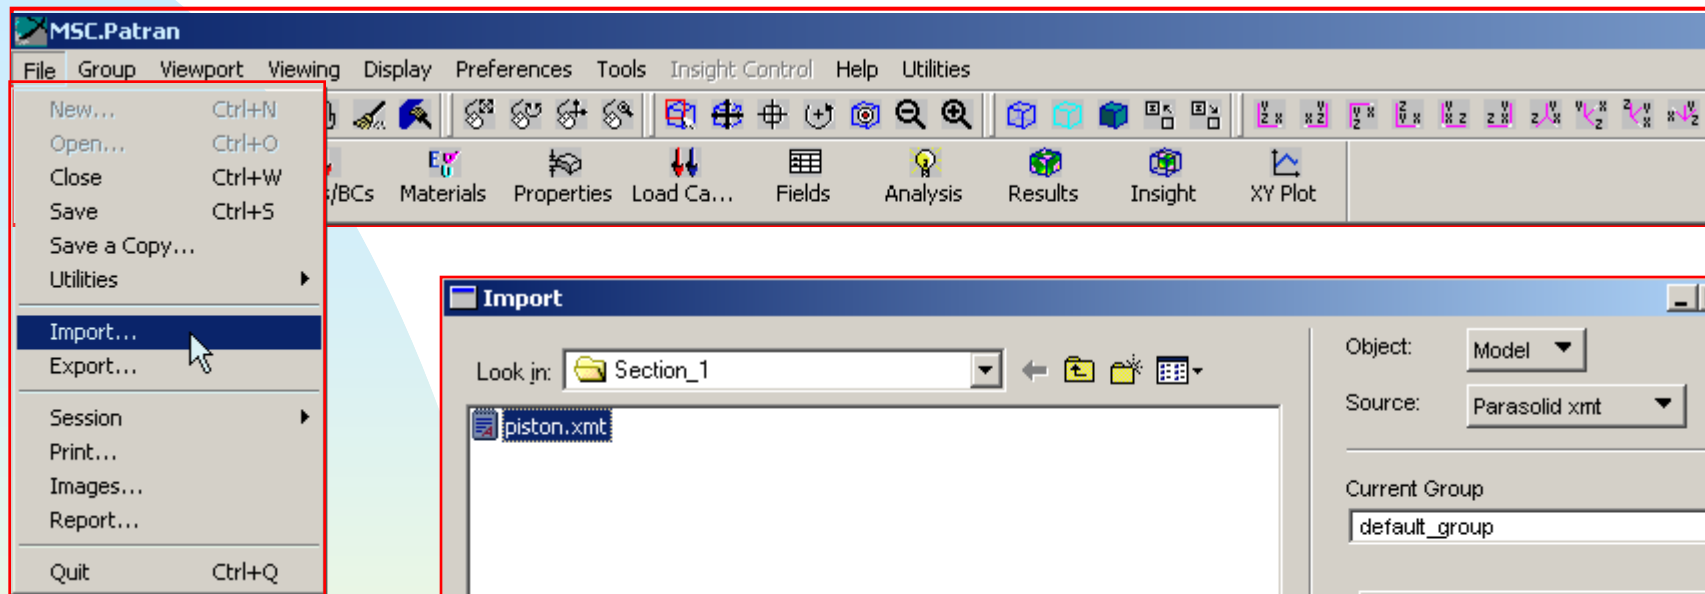 MSC.Patran
File Group Viewport Viewing Display Preferences Tools Insight Control Help Utilities
New... Ctrl+N
Open... Ctrl+O
Close Ctrl+W
Save Ctrl+S
Save a Copy...
Utilities
Import...
Export...
Session
Print...
Images...
Report...
Quit Ctrl+Q
/BCs Materials Properties Load Ca... Fields Analysis Results Insight XY Plot
Import
Look in: Section_1
piston.xmt
Object: Model
Source: Parasolid xmt
Current Group
default_group